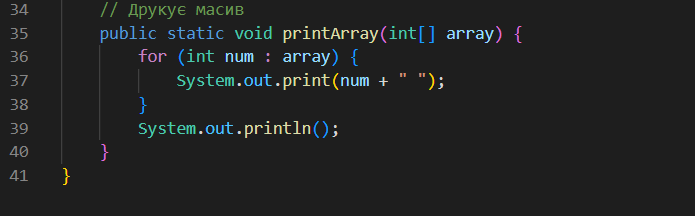 34 // Друкує масив
35 public static void printArray(int[] array) {
36 for (int num : array) {
37 System.out.print(num + " ");
38 }
39 System.out.println();
40 }
41 }